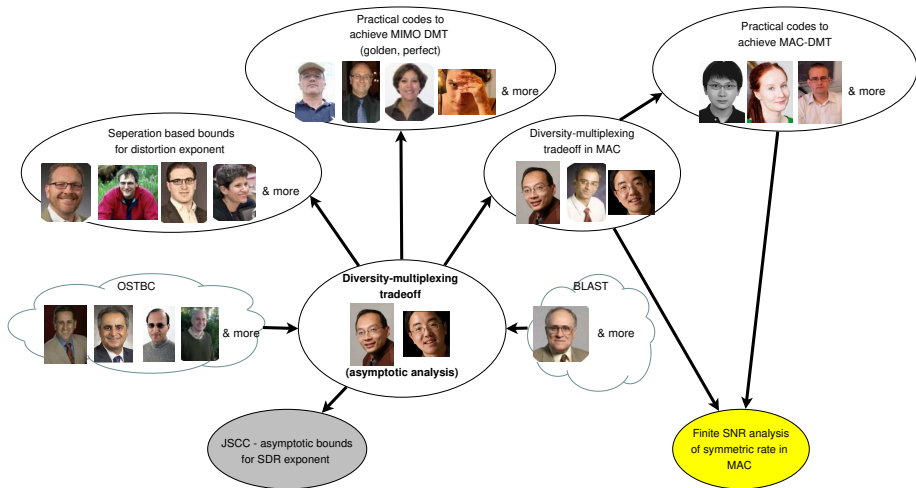 Practical codes to
achieve MIMO DMT
(golden, perfect)
& more
Practical codes to
achieve MAC-DMT
& more
Seperation based bounds
for distortion exponent
& more
Diversity-multiplexing
tradeoff in MAC
OSTBC
& more
Diversity-multiplexing
tradeoff
(asymptotic analysis)
BLAST
& more
JSCC - asymptotic bounds
for SDR exponent
Finite SNR analysis
of symmetric rate in
MAC